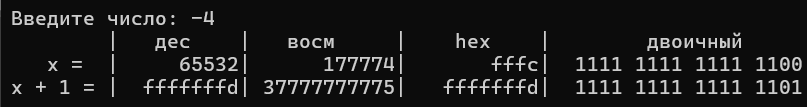 Введите число: -4
| дес | восм | hex | двоичный
x = | 65532| 177774| fffc| 1111 1111 1111 1100
x + 1 = | fffffffd| 37777777775| fffffffd| 1111 1111 1111 1101